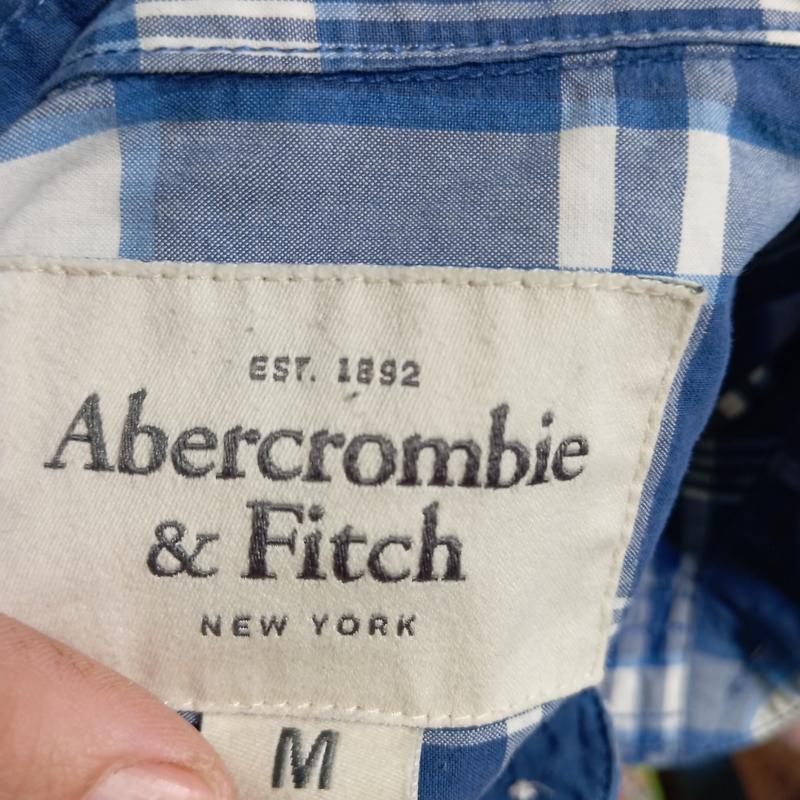 EST. 1892
Abercrombie
& Fitch
NEW YORK
M